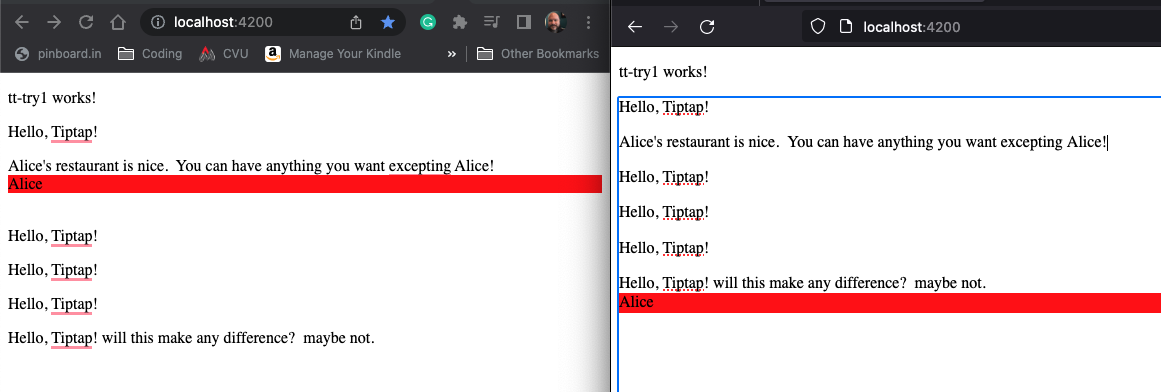 localhost:4200
pinboard.in Coding CVU Manage Your Kindle » Other Bookmarks
tt-try1 works!
Hello, Tiptap!
Alice's restaurant is nice.  You can have anything you want excepting Alice!
Alice
Hello, Tiptap!
Hello, Tiptap!
Hello, Tiptap!
Hello, Tiptap! will this make any difference?  maybe not.
localhost:4200
tt-try1 works!
Hello, Tiptap!
Alice's restaurant is nice.  You can have anything you want excepting Alice!
Hello, Tiptap!
Hello, Tiptap!
Hello, Tiptap!
Hello, Tiptap! will this make any difference?  maybe not.
Alice